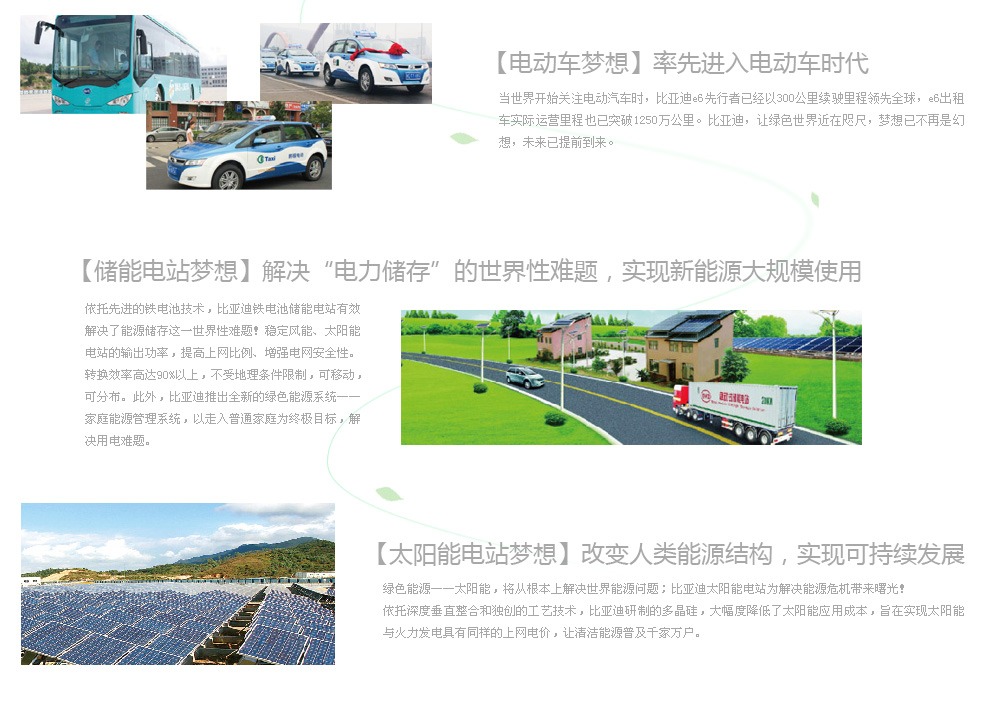 【电动车梦想】率先进入电动车时代
当世界开始关注电动汽车时，比亚迪e6先行者已经以300公里续驶里程领先全球，e6出租
车实际运营里程也已突破1250万公里。比亚迪，让绿色世界近在咫尺，梦想已不再是幻
想，未来已提前到来。
Taxi
【储能电站梦想】解决“电力储存”的世界性难题，实现新能源大规模使用
依托先进的铁电池技术，比亚迪铁电池储能电站有效
解决了能源储存这一世界性难题！稳定风能、太阳能
电站的输出功率，提高上网比例、增强电网安全性。
转换效率高达90%以上，不受地理条件限制，可移动，
可分布。此外，比亚迪推出全新的绿色能源系统——
家庭能源管理系统，以走入普通家庭为终极目标，解
决用电难题。
【太阳能电站梦想】改变人类能源结构，实现可持续发展
绿色能源——太阳能，将从根本上解决世界能源问题；比亚迪太阳能电站为解决能源危机带来曙光！
依托深度垂直整合和独创的工艺技术，比亚迪研制的多晶硅，大幅度降低了太阳能应用成本，旨在实现太阳能
与火力发电具有同样的上网电价，让清洁能源普及千家万户。